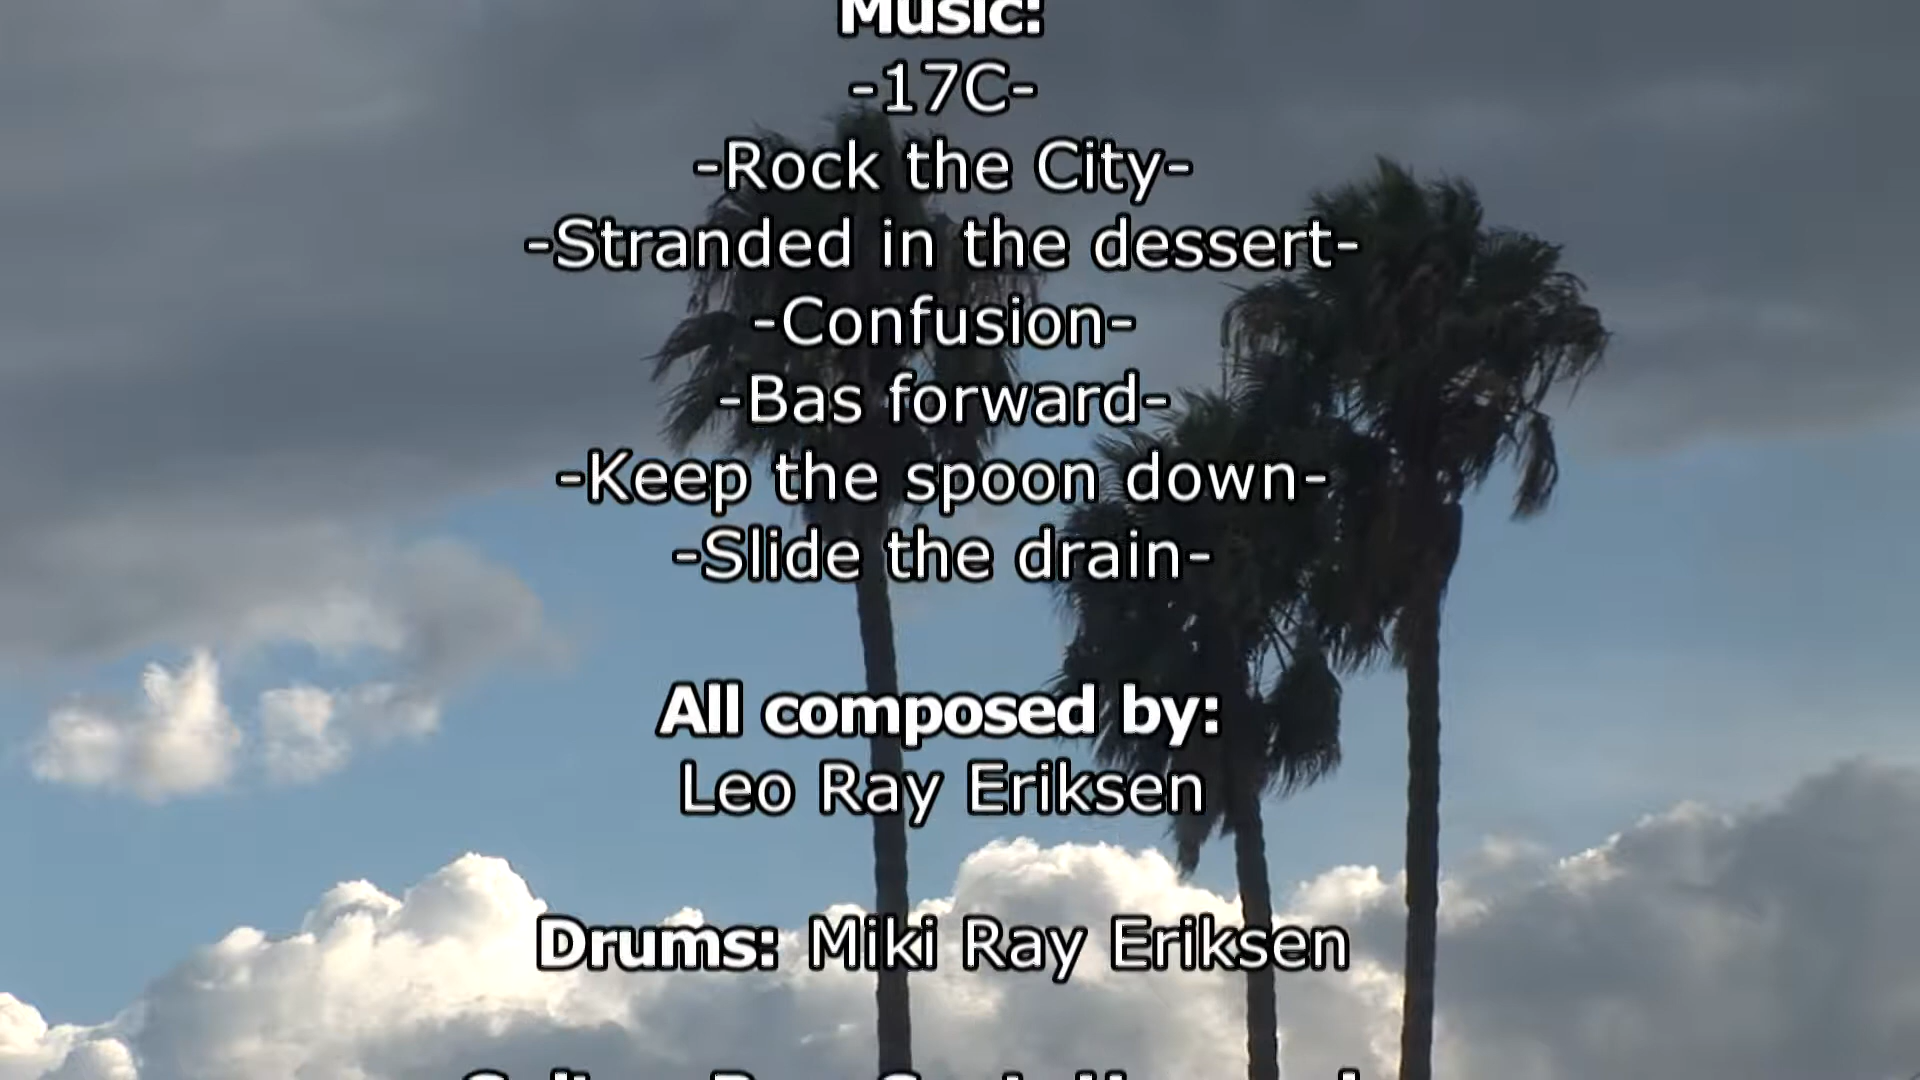 Music:
-17C-
-Rock the City-
-Stranded in the dessert-
-Confusion-
-Bas forward-
-Keep the spoon down-
-Slide the drain-
All composed by:
Leo Ray Eriksen
Drums: Miki Ray Eriksen